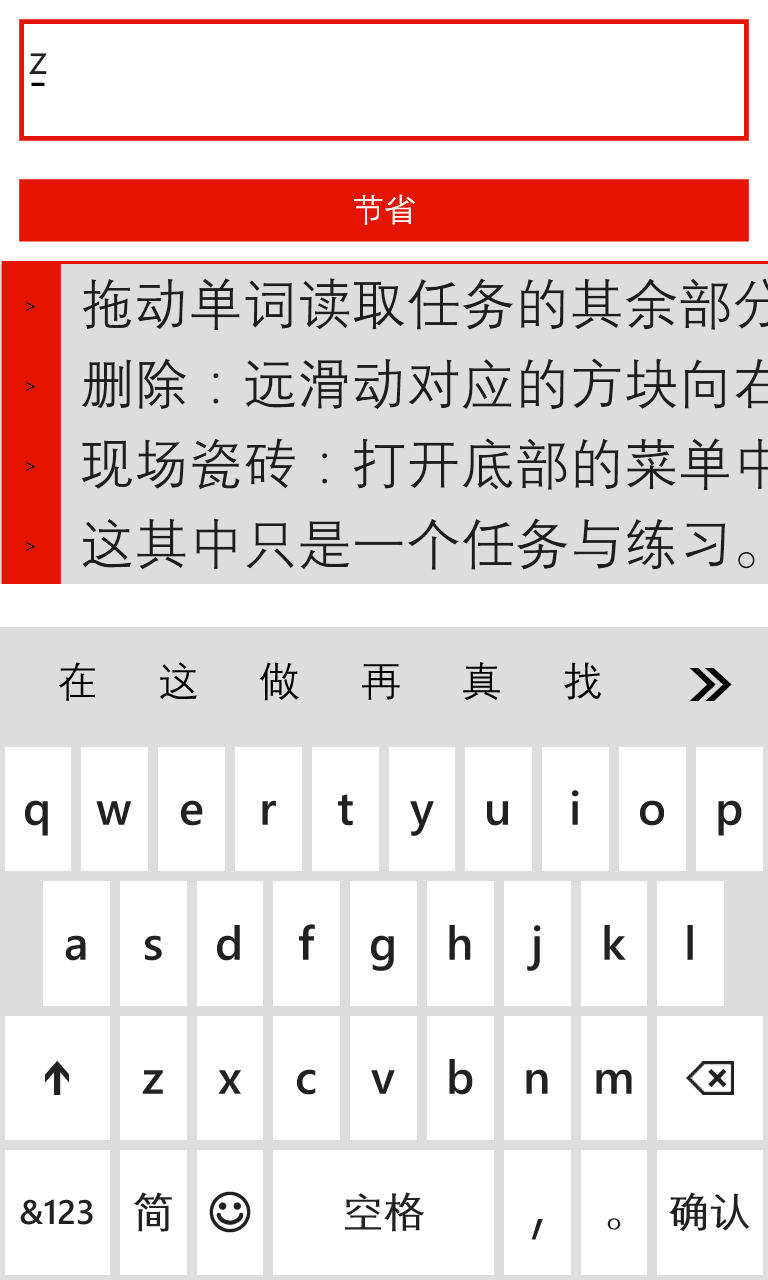 z
节省
> 拖动单词读取任务的其余部分
> 删除：远滑动对应的方块向右
> 现场瓷砖：打开底部的菜单中
> 这其中只是一个任务与练习。
在 这 做 再 真 找
q w e r t y u i o p
a s d f g h j k l
z x c v b n m
&123 简 空格 , 。 确认